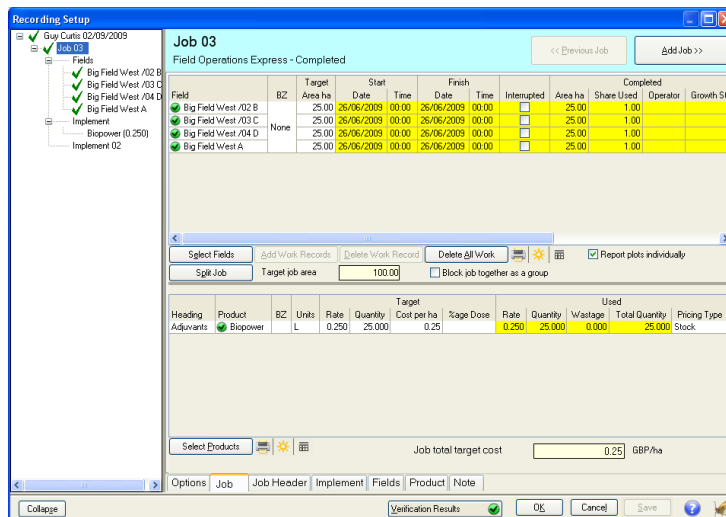 Recording Setup
Guy Curtis 02/09/2009
Job 03
Fields
Big Field West /02 B
Big Field West /03 C
Big Field West /04 D
Big Field West A
Implement
Biopower (0.250)
Implement 02
Job 03
Field Operations Express - Completed
<< Previous Job
Add Job >>
Target Start Finish Completed
Field BZ Area ha Date Time Date Time Interrupted Area ha Share Used Operator Growth St
Big Field West /02 B 25.00 26/06/2009 00:00 26/06/2009 00:00 25.00 1.00
Big Field West /03 C None 25.00 26/06/2009 00:00 26/06/2009 00:00 25.00 1.00
Big Field West /04 D 25.00 26/06/2009 00:00 26/06/2009 00:00 25.00 1.00
Big Field West A 25.00 26/06/2009 00:00 26/06/2009 00:00 25.00 1.00
Select Fields Add Work Records Delete Work Record Delete All Work Report plots individually
Split Job Target job area 100.00 Block job together as a group
Target Used
Heading Product BZ Units Rate Quantity Cost per ha %age Dose Rate Quantity Wastage Total Quantity Pricing Type
Adjuvants Biopower L 0.250 25.000 0.25 0.250 25.000 0.000 25.000 Stock
Select Products Job total target cost 0.25 GBP/ha
Options Job Job Header Implement Fields Product Note
Collapse Verification Results OK Cancel Save